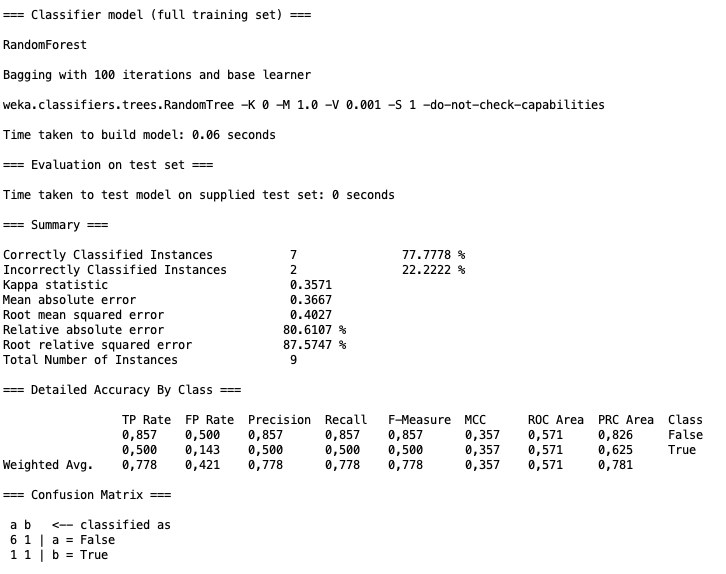 === Classifier model (full training set) ===
RandomForest
Bagging with 100 iterations and base learner
weka.classifiers.trees.RandomTree -K 0 -M 1.0 -V 0.001 -S 1 -do-not-check-capabilities
Time taken to build model: 0.06 seconds
=== Evaluation on test set ===
Time taken to test model on supplied test set: 0 seconds
=== Summary ===
Correctly Classified Instances 7 77.7778 %
Incorrectly Classified Instances 2 22.2222 %
Kappa statistic 0.3571
Mean absolute error 0.3667
Root mean squared error 0.4027
Relative absolute error 80.6107 %
Root relative squared error 87.5747 %
Total Number of Instances 9
=== Detailed Accuracy By Class ===
TP Rate FP Rate Precision Recall F-Measure MCC ROC Area PRC Area Class
0,857 0,500 0,857 0,857 0,857 0,357 0,571 0,826 False
0,500 0,143 0,500 0,500 0,500 0,357 0,571 0,625 True
Weighted Avg. 0,778 0,421 0,778 0,778 0,778 0,357 0,571 0,781
=== Confusion Matrix ===
a b <-- classified as
6 1 | a = False
1 1 | b = True